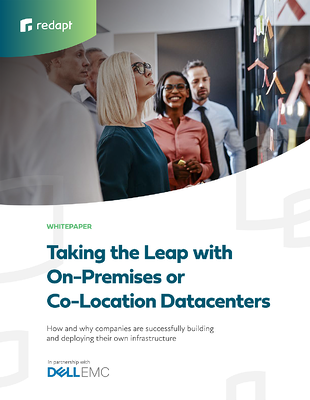 redapt
WHITEPAPER
Taking the Leap with
On-Premises or
Co-Location Datacenters
How and why companies are successfully building
and deploying their own infrastructure
In partnership with
DELLEMC